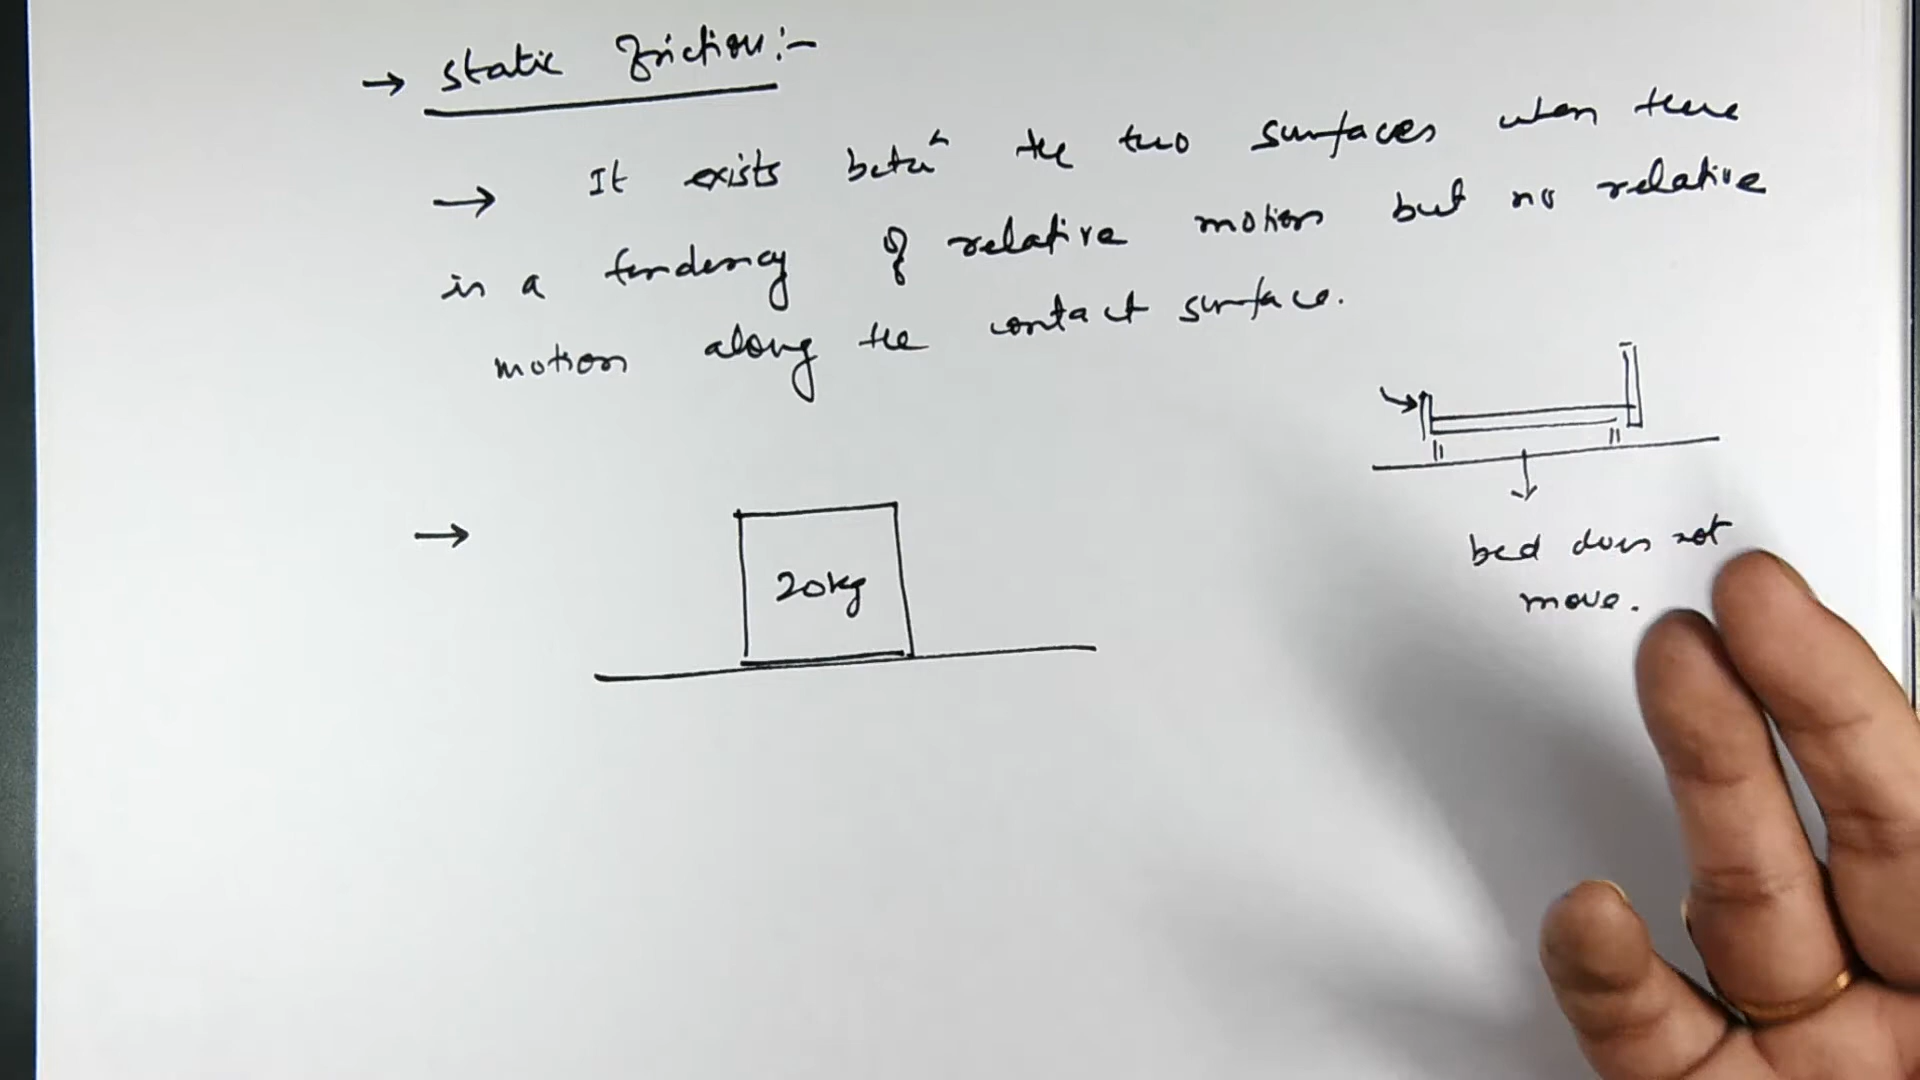 → static friction:-
→ It exists betwⁿ the two surfaces when there
is a tendency of relative motion but no relative
motion along the contact surface.
→ 20kg
bed does not
move.